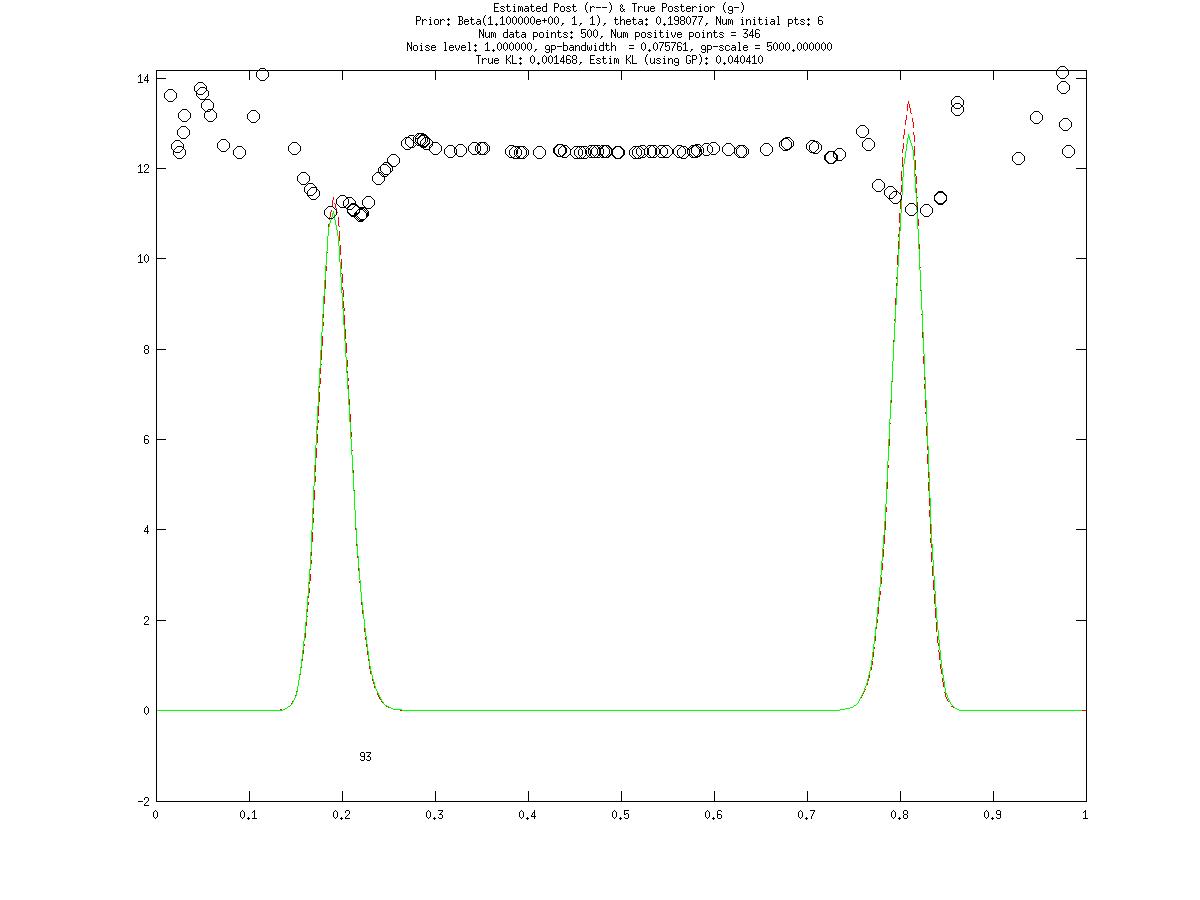 Estimated Post (r--) & True Posterior (g-)
Prior: Beta(1.100000e+00, 1, 1), theta: 0.198077, Num initial pts: 6
Num data points: 500, Num positive points = 346
Noise level: 1.000000, gp-bandwidth  = 0.075761, gp-scale = 5000.000000
True KL: 0.001468, Estim KL (using GP): 0.040410
14
12
10
8
6
4
2
0
93
-2
0 0.1 0.2 0.3 0.4 0.5 0.6 0.7 0.8 0.9 1